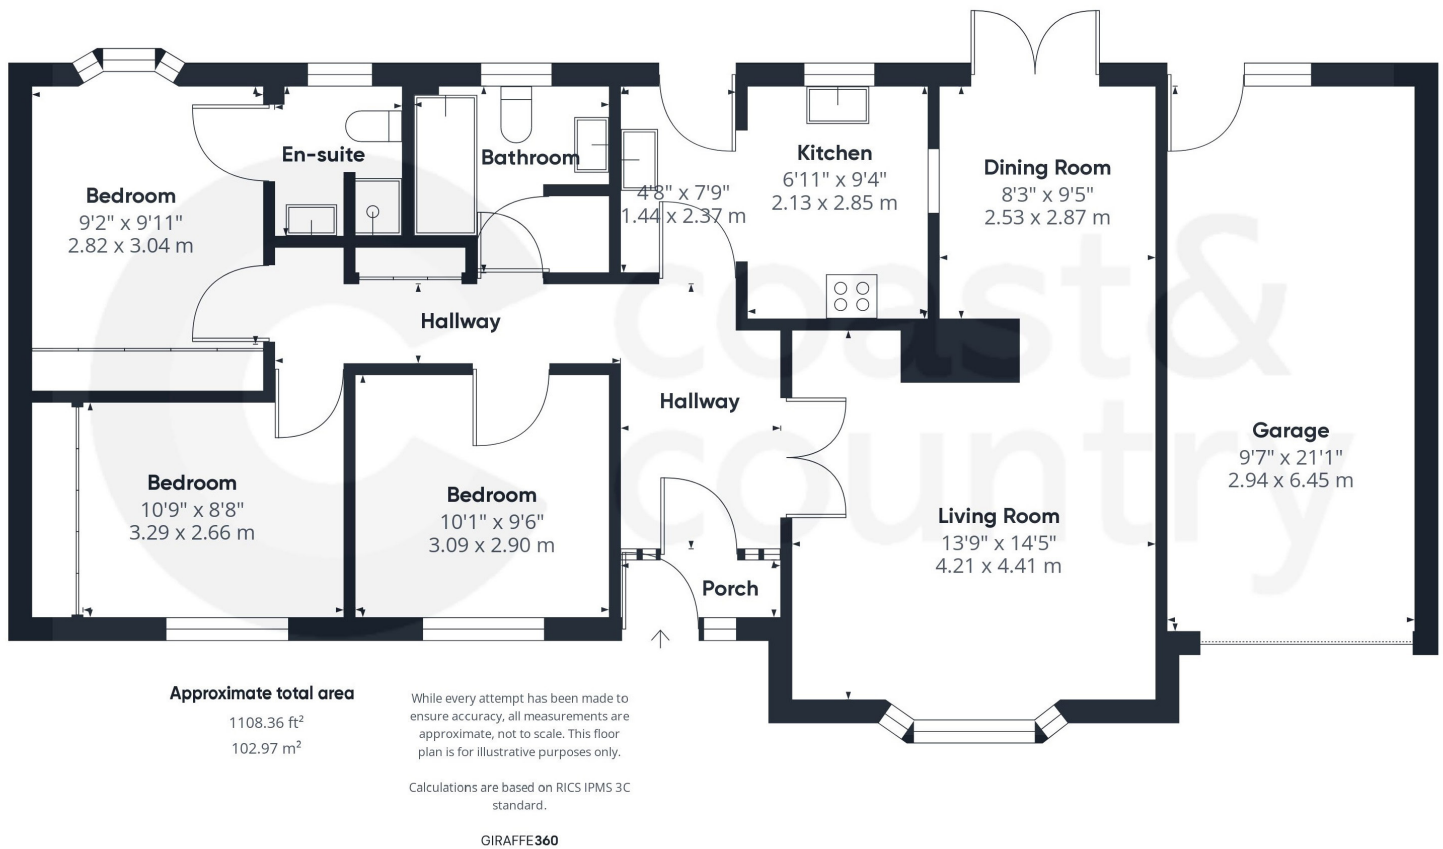 En-suite
Bathroom
Kitchen
6'11" x 9'4"
2.13 x 2.85 m
Dining Room
8'3" x 9'5"
2.53 x 2.87 m
Bedroom
9'2" x 9'11"
2.82 x 3.04 m
4'8" x 7'9"
1.44 x 2.37 m
coast&
country
Hallway
Hallway
Garage
9'7" x 21'1"
2.94 x 6.45 m
Bedroom
10'9" x 8'8"
3.29 x 2.66 m
Bedroom
10'1" x 9'6"
3.09 x 2.90 m
Living Room
13'9" x 14'5"
4.21 x 4.41 m
Porch
Approximate total area
1108.36 ft²
102.97 m²
While every attempt has been made to
ensure accuracy, all measurements are
approximate, not to scale. This floor
plan is for illustrative purposes only.
Calculations are based on RICS IPMS 3C
standard.
GIRAFFE360